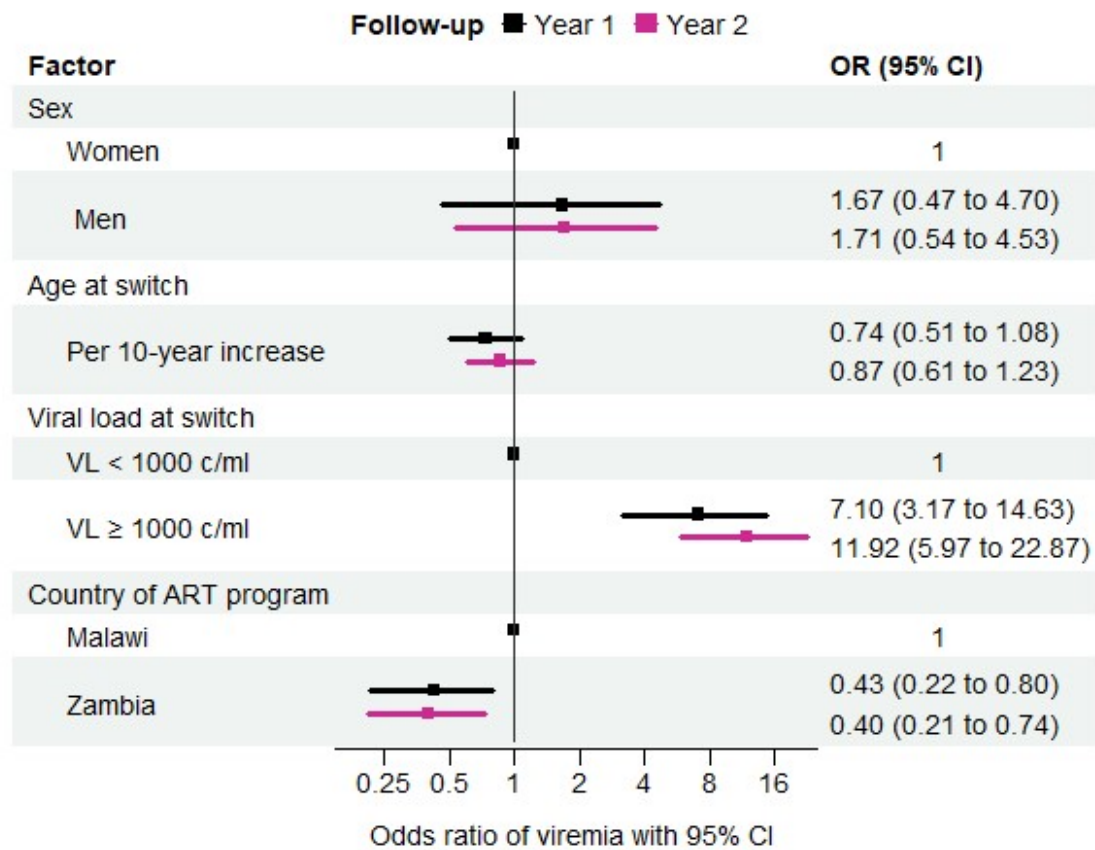 Follow-up Year 1 Year 2
Factor OR (95% CI)
Sex
Women 1
Men 1.67 (0.47 to 4.70)
1.71 (0.54 to 4.53)
Age at switch
Per 10-year increase 0.74 (0.51 to 1.08)
0.87 (0.61 to 1.23)
Viral load at switch
VL < 1000 c/ml 1
VL ≥ 1000 c/ml 7.10 (3.17 to 14.63)
11.92 (5.97 to 22.87)
Country of ART program
Malawi 1
Zambia 0.43 (0.22 to 0.80)
0.40 (0.21 to 0.74)
0.25 0.5 1 2 4 8 16
Odds ratio of viremia with 95% CI